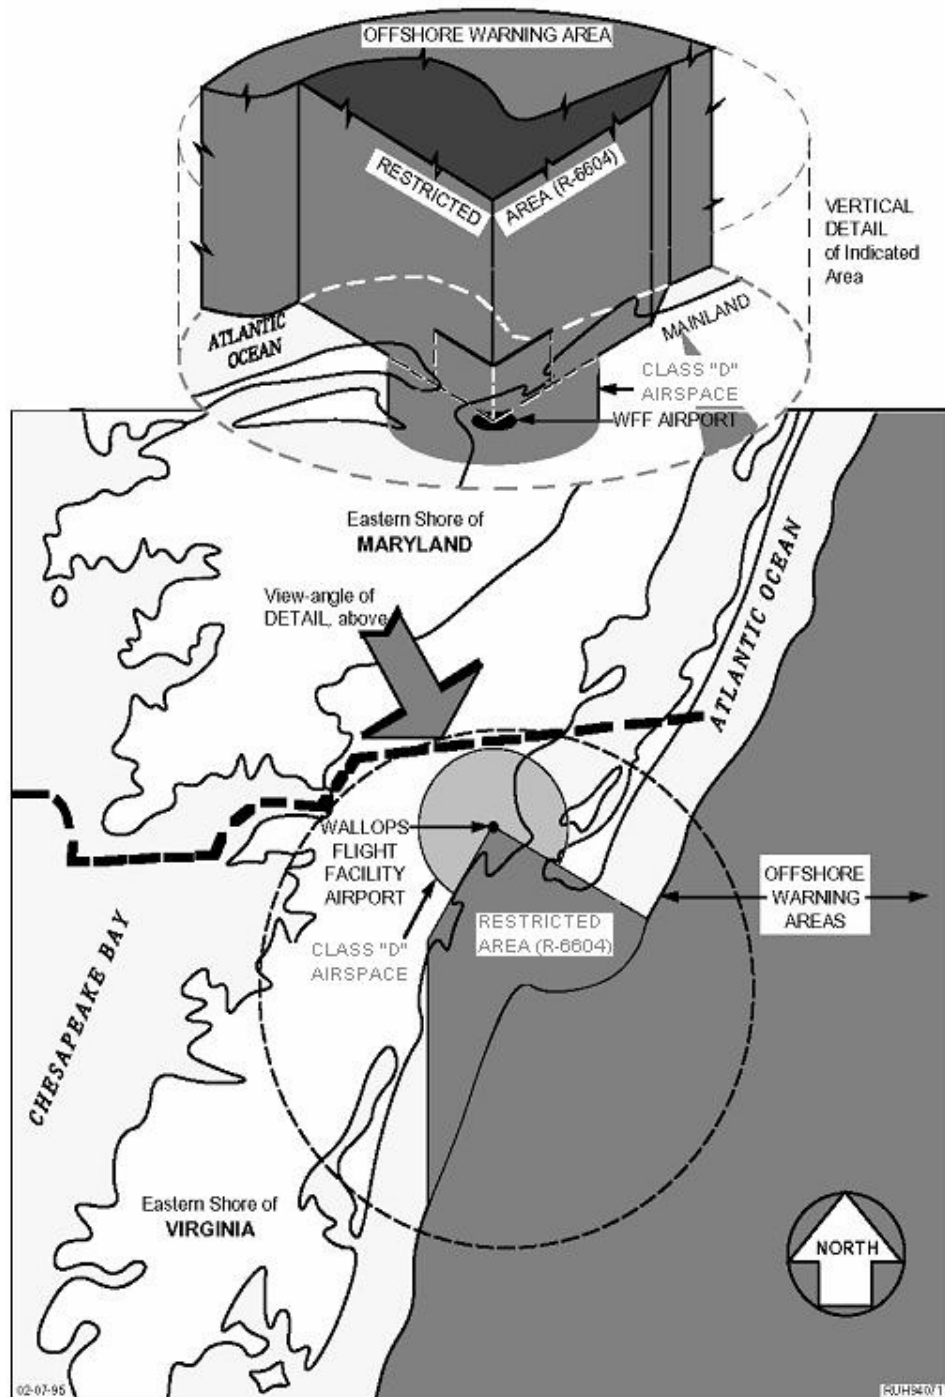 OFFSHORE WARNING AREA
RESTRICTED
AREA (R-6604)
VERTICAL
DETAIL
of Indicated
Area
ATLANTIC
OCEAN
MAINLAND
CLASS "D"
AIRSPACE
WFF AIRPORT
Eastern Shore of
MARYLAND
View-angle of
DETAIL, above
ATLANTIC OCEAN
WALLOPS
FLIGHT
FACILITY
AIRPORT
OFFSHORE
WARNING
AREAS
RESTRICTED
AREA (R-6604)
CLASS "D"
AIRSPACE
CHESAPEAKE BAY
Eastern Shore of
VIRGINIA
NORTH
02-07-95
RUH94071